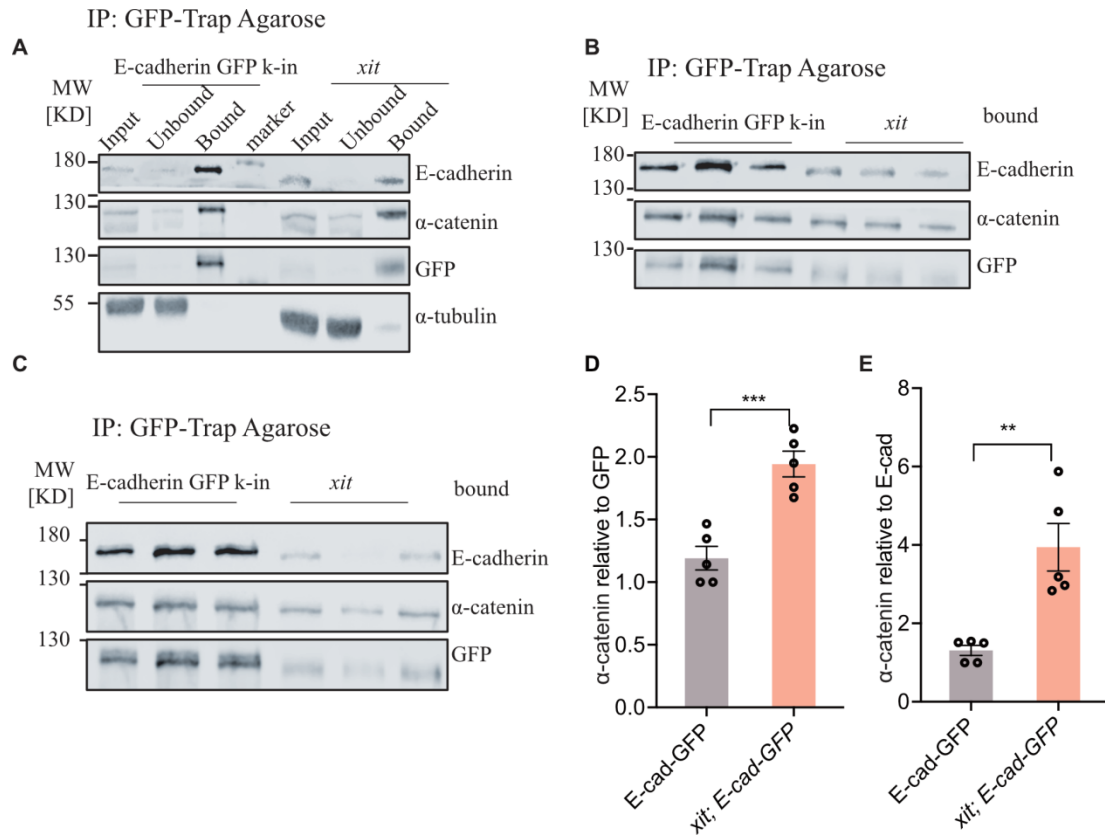 IP: GFP-Trap Agarose
A
E-cadherin GFP k-in
xit
MW
[KD]
Input
Unbound
Bound
marker
Input
Unbound
Bound
180
E-cadherin
130
α-catenin
130
GFP
55
α-tubulin
B
IP: GFP-Trap Agarose
MW
[KD]
E-cadherin GFP k-in
xit
bound
180
E-cadherin
130
α-catenin
130
GFP
C
IP: GFP-Trap Agarose
MW
[KD]
E-cadherin GFP k-in
xit
bound
180
E-cadherin
130
α-catenin
130
GFP
D
α-catenin relative to GFP
2.5
2.0
1.5
1.0
0.5
0.0
***
E-cad-GFP
xit; E-cad-GFP
E
α-catenin relative to E-cad
8
6
4
2
0
**
E-cad-GFP
xit; E-cad-GFP